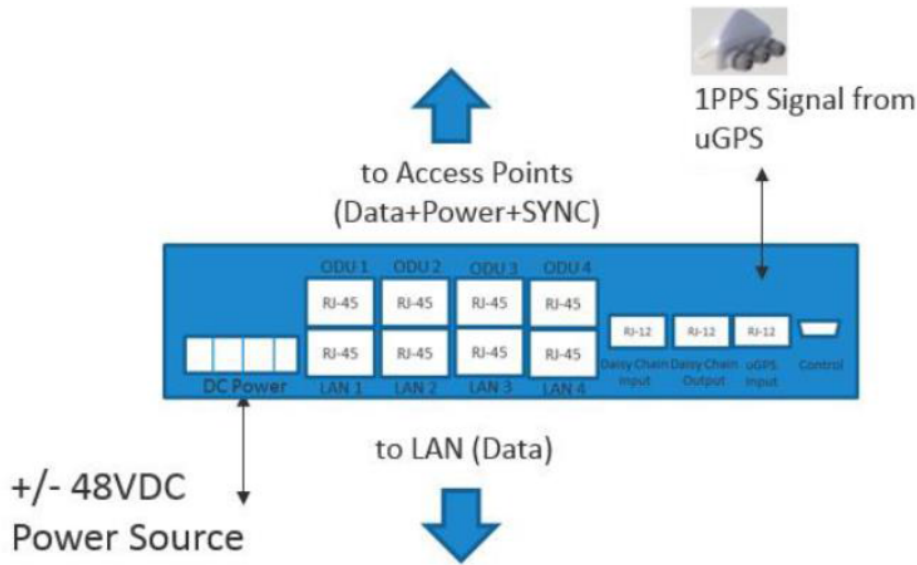 1PPS Signal from
uGPS
to Access Points
(Data+Power+SYNC)
ODU 1 ODU 2 ODU 3 ODU 4
RJ-45 RJ-45 RJ-45 RJ-45
RJ-12 RJ-12 RJ-12
RJ-45 RJ-45 RJ-45 RJ-45
Daisy Chain Daisy Chain uGPS Control
Input Output Input
DC Power LAN 1 LAN 2 LAN 3 LAN 4
to LAN (Data)
+/- 48VDC
Power Source